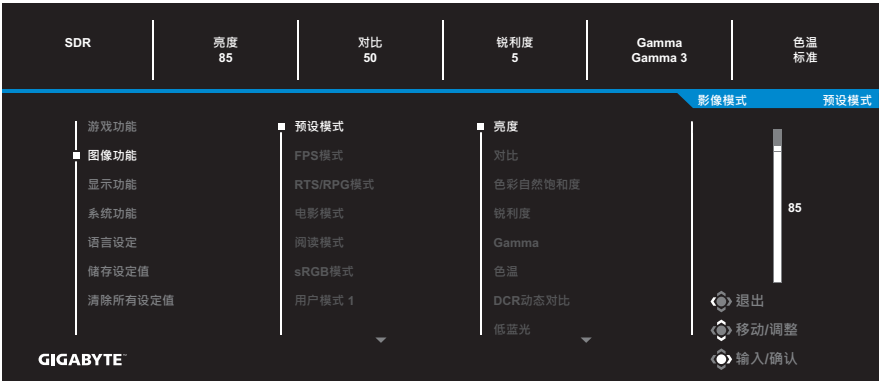 SDR
亮度
85
对比
50
锐利度
5
Gamma
Gamma 3
色温
标准
影像模式
预设模式
游戏功能
图像功能
显示功能
系统功能
语言设定
储存设定值
清除所有设定值
预设模式
FPS模式
RTS/RPG模式
电影模式
阅读模式
sRGB模式
用户模式 1
亮度
对比
色彩自然饱和度
锐利度
Gamma
色温
DCR动态对比
低蓝光
85
退出
移动/调整
输入/确认
GIGABYTE™